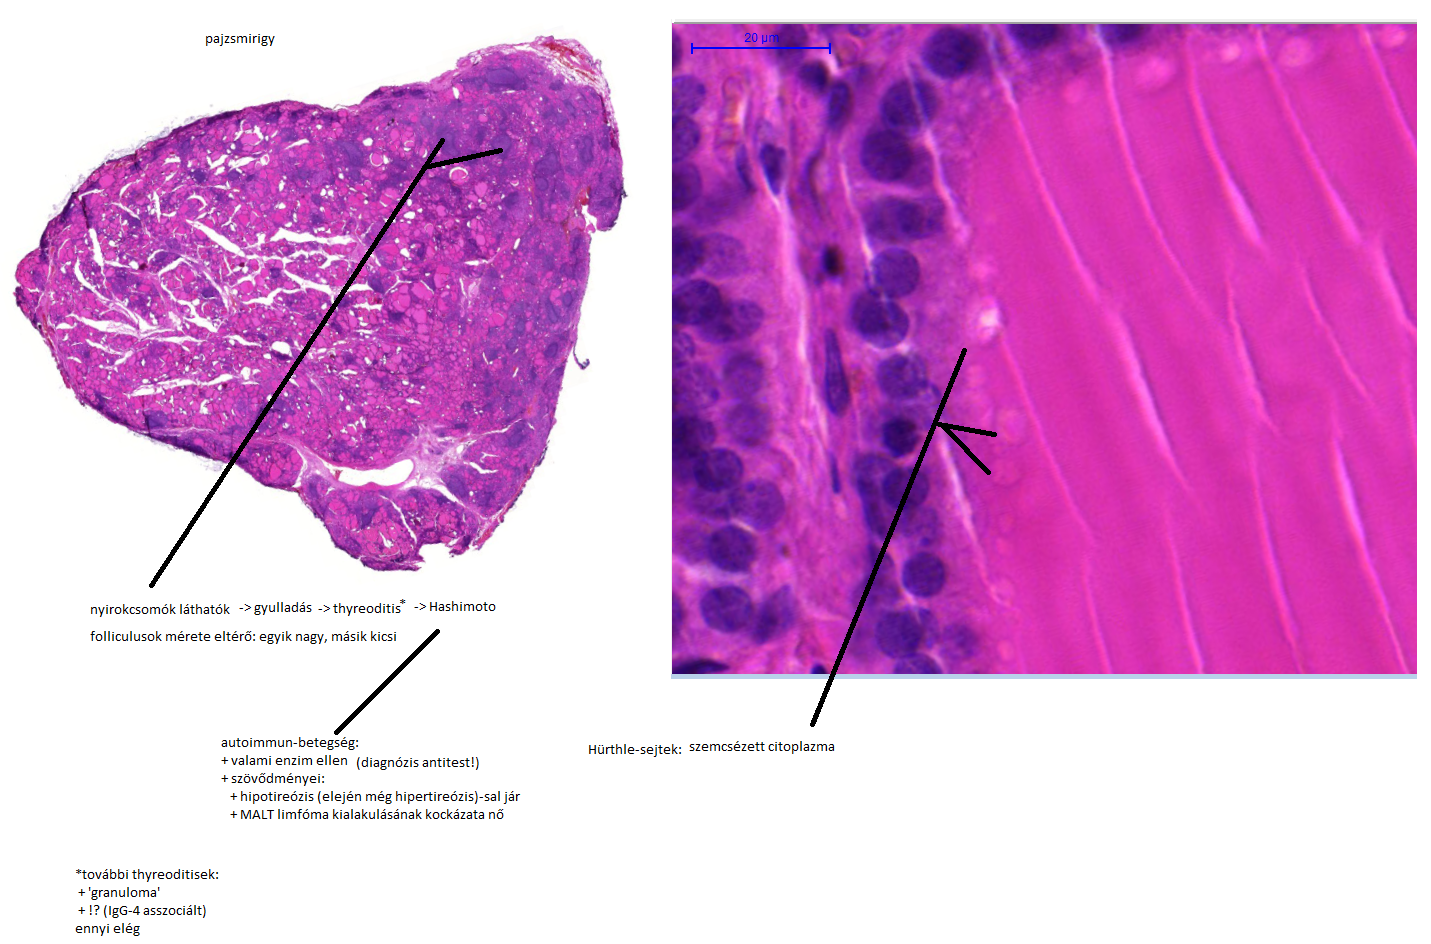 pajzsmirigy
20 µm
nyirokcsomók láthatók -> gyulladás -> thyreoditis* -> Hashimoto
folliculusok mérete eltérő: egyik nagy, másik kicsi
autoimmun-betegség:
+ valami enzim ellen (diagnózis antitest!)
+ szövődményei:
+ hipotireózis (elején még hipertireózis)-sal jár
+ MALT limfóma kialakulásának kockázata nő
Hürthle-sejtek: szemcsézett citoplazma
*további thyreoditisek:
+ 'granuloma'
+ !? (IgG-4 asszociált)
ennyi elég